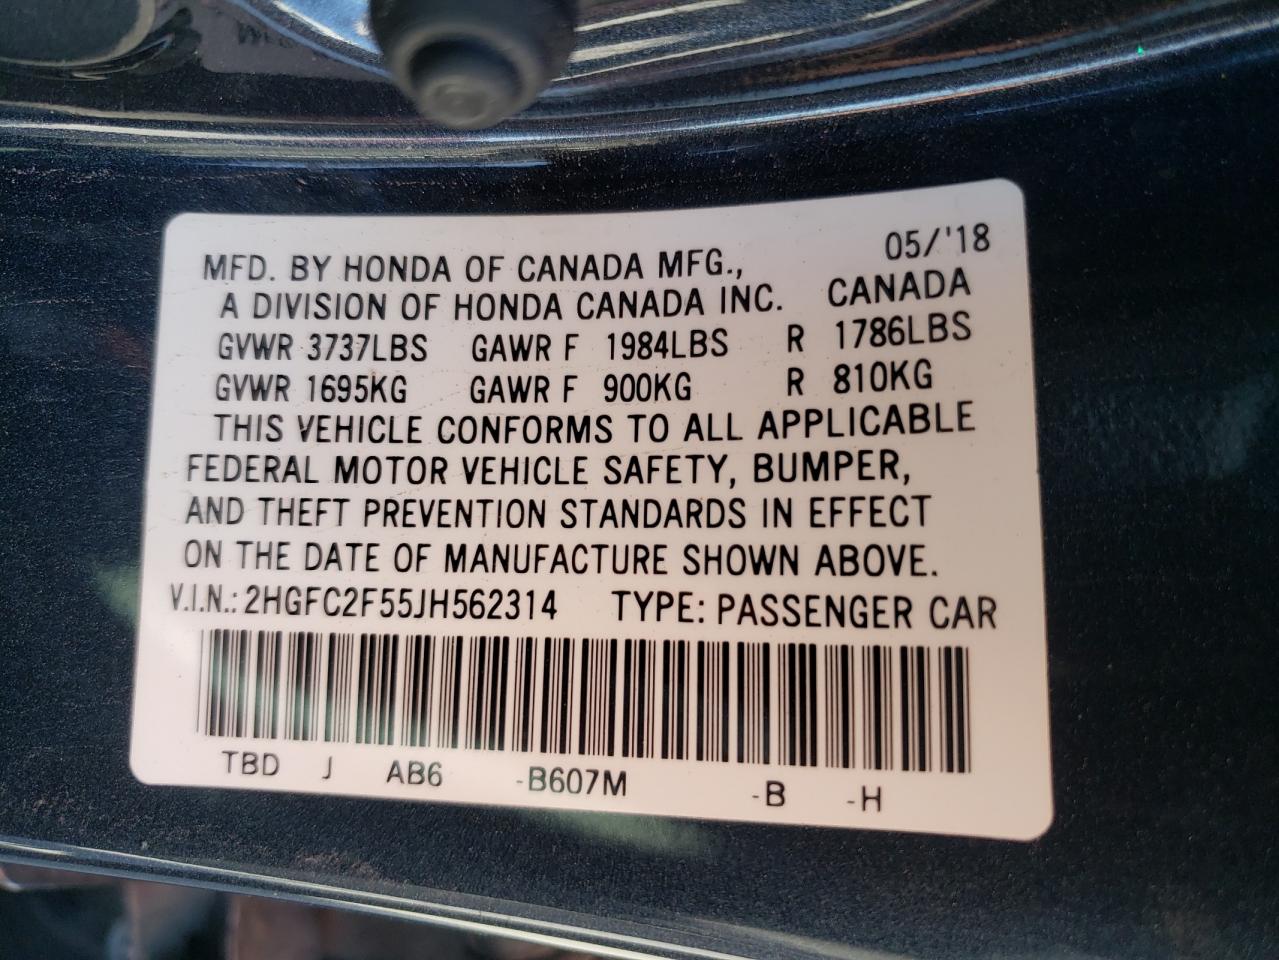 MFD. BY HONDA OF CANADA MFG., 05/'18
A DIVISION OF HONDA CANADA INC. CANADA
GVWR 3737LBS GAWR F 1984LBS R 1786LBS
GVWR 1695KG GAWR F 900KG R 810KG
THIS VEHICLE CONFORMS TO ALL APPLICABLE
FEDERAL MOTOR VEHICLE SAFETY, BUMPER,
AND THEFT PREVENTION STANDARDS IN EFFECT
ON THE DATE OF MANUFACTURE SHOWN ABOVE.
V.I.N.: 2HGFC2F55JH562314 TYPE: PASSENGER CAR
TBD J AB6 -B607M -B -H